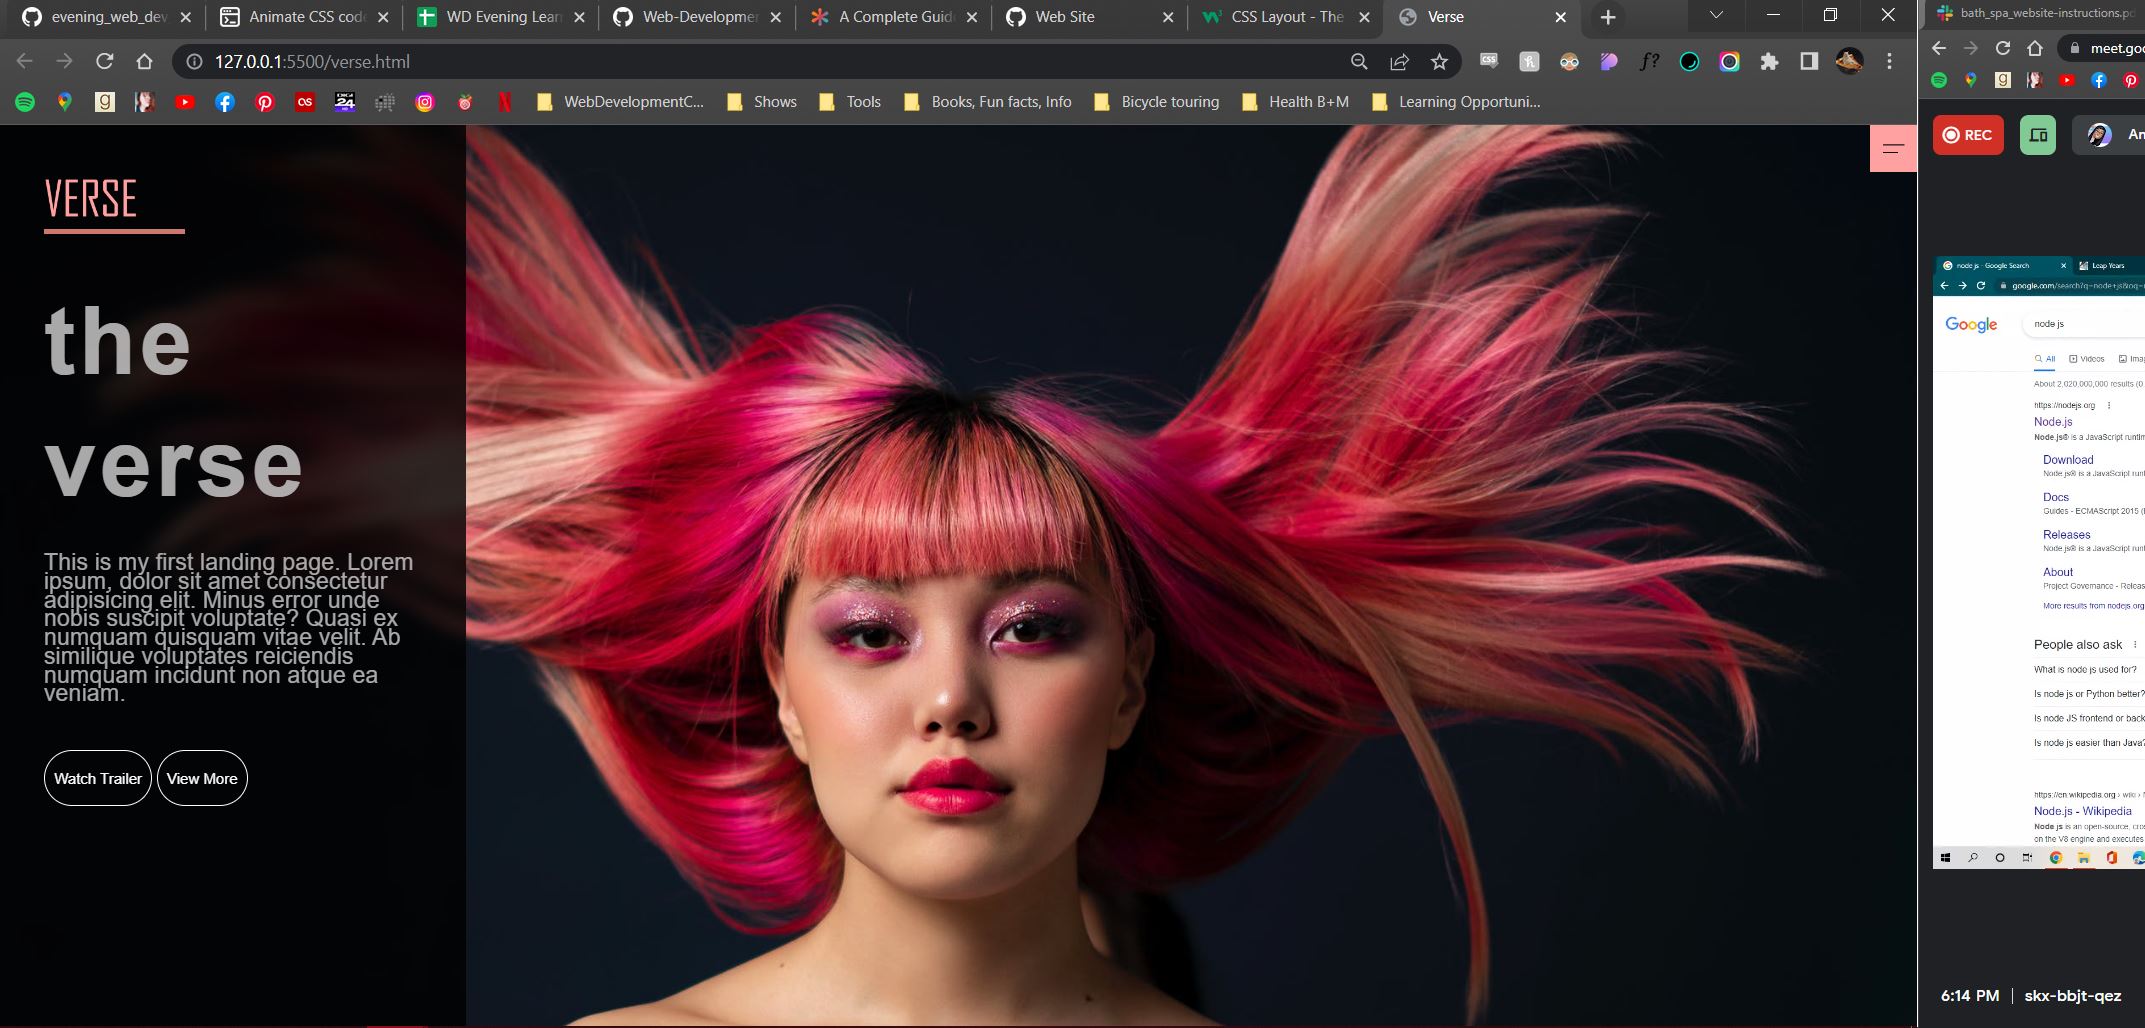 evening_web_dev
Animate CSS code
WD Evening Lear
Web-Developmer
A Complete Guid
Web Site
CSS Layout - The
Verse
bath_spa_website-instructions.pd
127.0.0.1:5500/verse.html
meet.goo
WebDevelopmentC...
Shows
Tools
Books, Fun facts, Info
Bicycle touring
Health B+M
Learning Opportuni...
REC
An
VERSE
the
verse
This is my first landing page. Lorem
ipsum, dolor sit amet consectetur
adipisicing elit. Minus error unde
nobis suscipit voluptate? Quasi ex
numquam quisquam vitae velit. Ab
similique voluptates reiciendis
numquam incidunt non atque ea
veniam.
Watch Trailer
View More
node js - Google Search
Leap Years
google.com/search?q=node+js&oq=
Google
node js
All
Videos
Ima
About 2,020,000,000 results (0
https://nodejs.org
Node.js
Node.js® is a JavaScript runtim
Download
Node.js® is a JavaScript runt
Docs
Guides - ECMAScript 2015 (
Releases
Node.js® is a JavaScript runt
About
Project Governance - Releas
More results from nodejs.org
People also ask
What is node js used for?
Is node js or Python better?
Is node JS frontend or back
Is node js easier than Java?
https://en.wikipedia.org › wiki ›
Node.js - Wikipedia
Node.js is an open-source, cros
on the V8 engine and executes
6:14 PM | skx-bbjt-qez